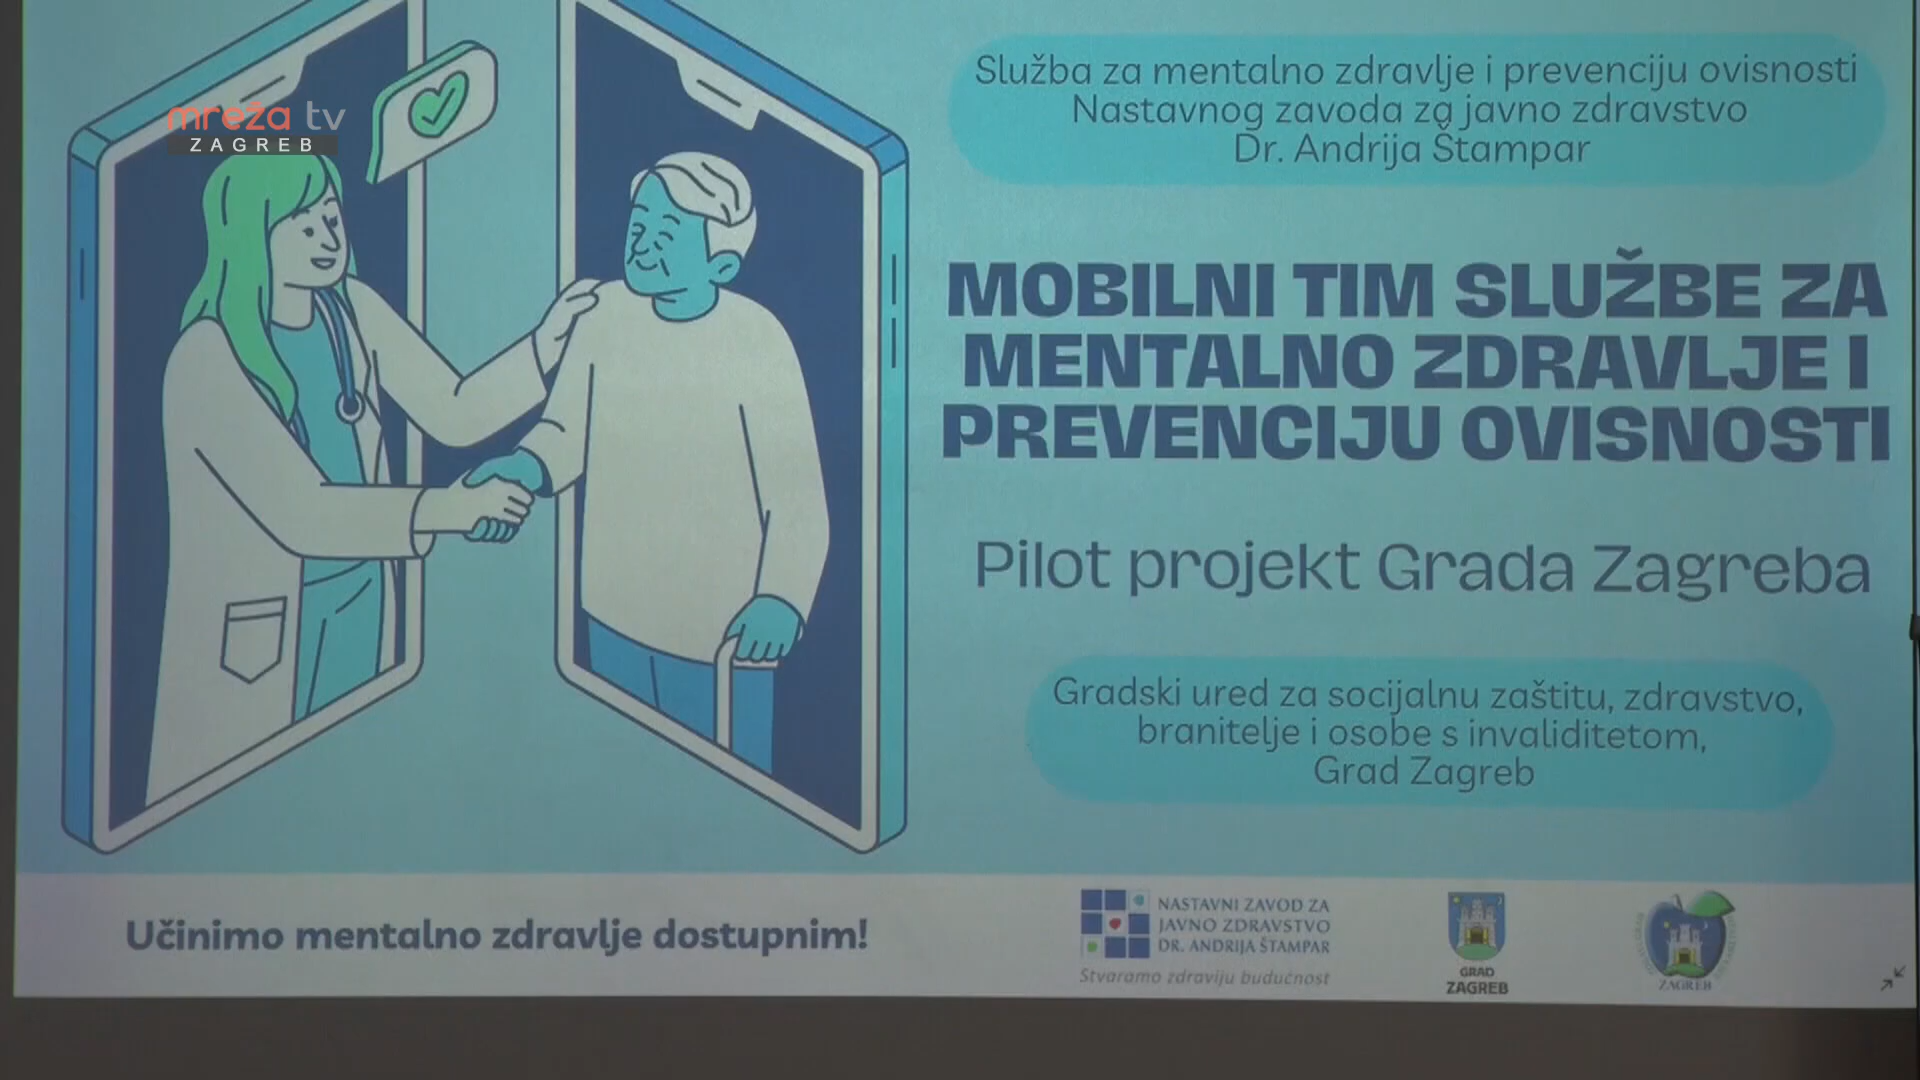 mreža tv
ZAGREB
Služba za mentalno zdravlje i prevenciju ovisnosti
Nastavnog zavoda za javno zdravstvo
Dr. Andrija Štampar
MOBILNI TIM SLUŽBE ZA
MENTALNO ZDRAVLJE I
PREVENCIJU OVISNOSTI
Pilot projekt Grada Zagreba
Gradski ured za socijalnu zaštitu, zdravstvo,
branitelje i osobe s invaliditetom,
Grad Zagreb
Učinimo mentalno zdravlje dostupnim!
NASTAVNI ZAVOD ZA
JAVNO ZDRAVSTVO
DR. ANDRIJA ŠTAMPAR
Stvaramo zdraviju budućnost
GRAD
ZAGREB
ZAGREB